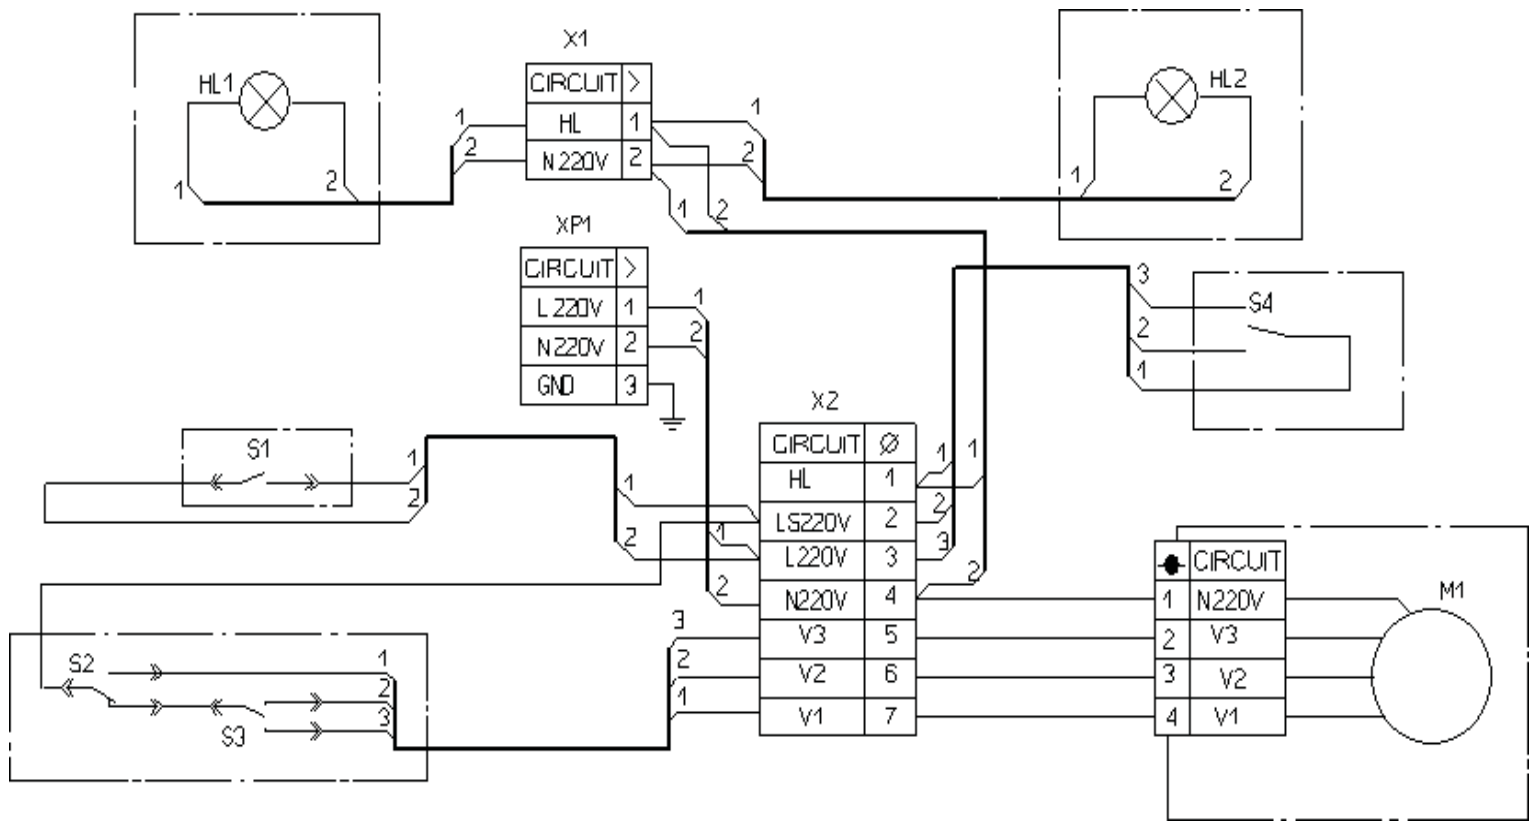 X1
HL1
CIRCUIT >
HL 1
N220V 2
1
2
1
2
1
2
HL2
1
2
1
2
1
2
XP1
CIRCUIT >
L220V 1
N220V 2
GND 3
1
2
3
2
1
S4
X2
CIRCUIT Ø
HL 1
LS220V 2
L220V 3
N220V 4
V3 5
V2 6
V1 7
S1
1
2
1
2
1
2
1
2
3
1
2
3
2
1
S2
S3
1
2
3
CIRCUIT
1 N220V
2 V3
3 V2
4 V1
M1